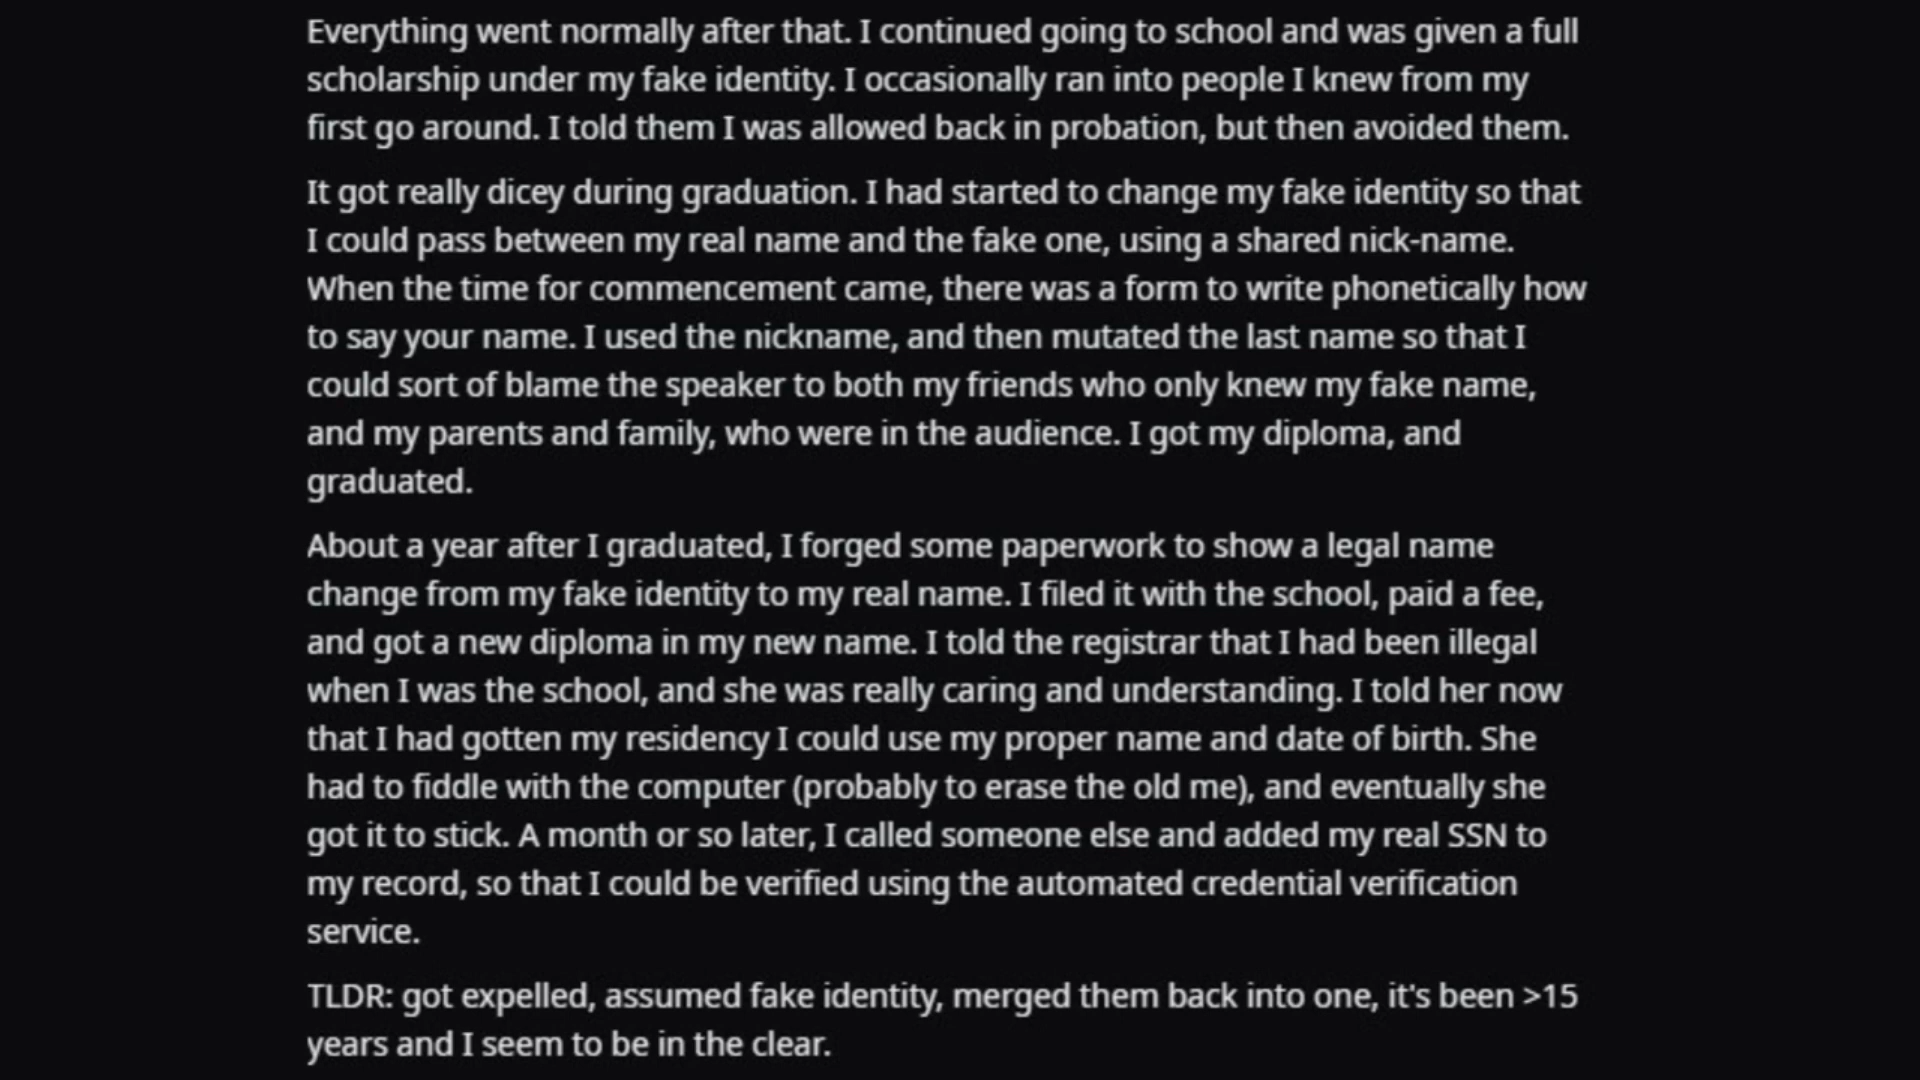 Everything went normally after that. I continued going to school and was given a full
scholarship under my fake identity. I occasionally ran into people I knew from my
first go around. I told them I was allowed back in probation, but then avoided them.
It got really dicey during graduation. I had started to change my fake identity so that
I could pass between my real name and the fake one, using a shared nick-name.
When the time for commencement came, there was a form to write phonetically how
to say your name. I used the nickname, and then mutated the last name so that I
could sort of blame the speaker to both my friends who only knew my fake name,
and my parents and family, who were in the audience. I got my diploma, and
graduated.
About a year after I graduated, I forged some paperwork to show a legal name
change from my fake identity to my real name. I filed it with the school, paid a fee,
and got a new diploma in my new name. I told the registrar that I had been illegal
when I was the school, and she was really caring and understanding. I told her now
that I had gotten my residency I could use my proper name and date of birth. She
had to fiddle with the computer (probably to erase the old me), and eventually she
got it to stick. A month or so later, I called someone else and added my real SSN to
my record, so that I could be verified using the automated credential verification
service.
TLDR: got expelled, assumed fake identity, merged them back into one, it's been >15
years and I seem to be in the clear.